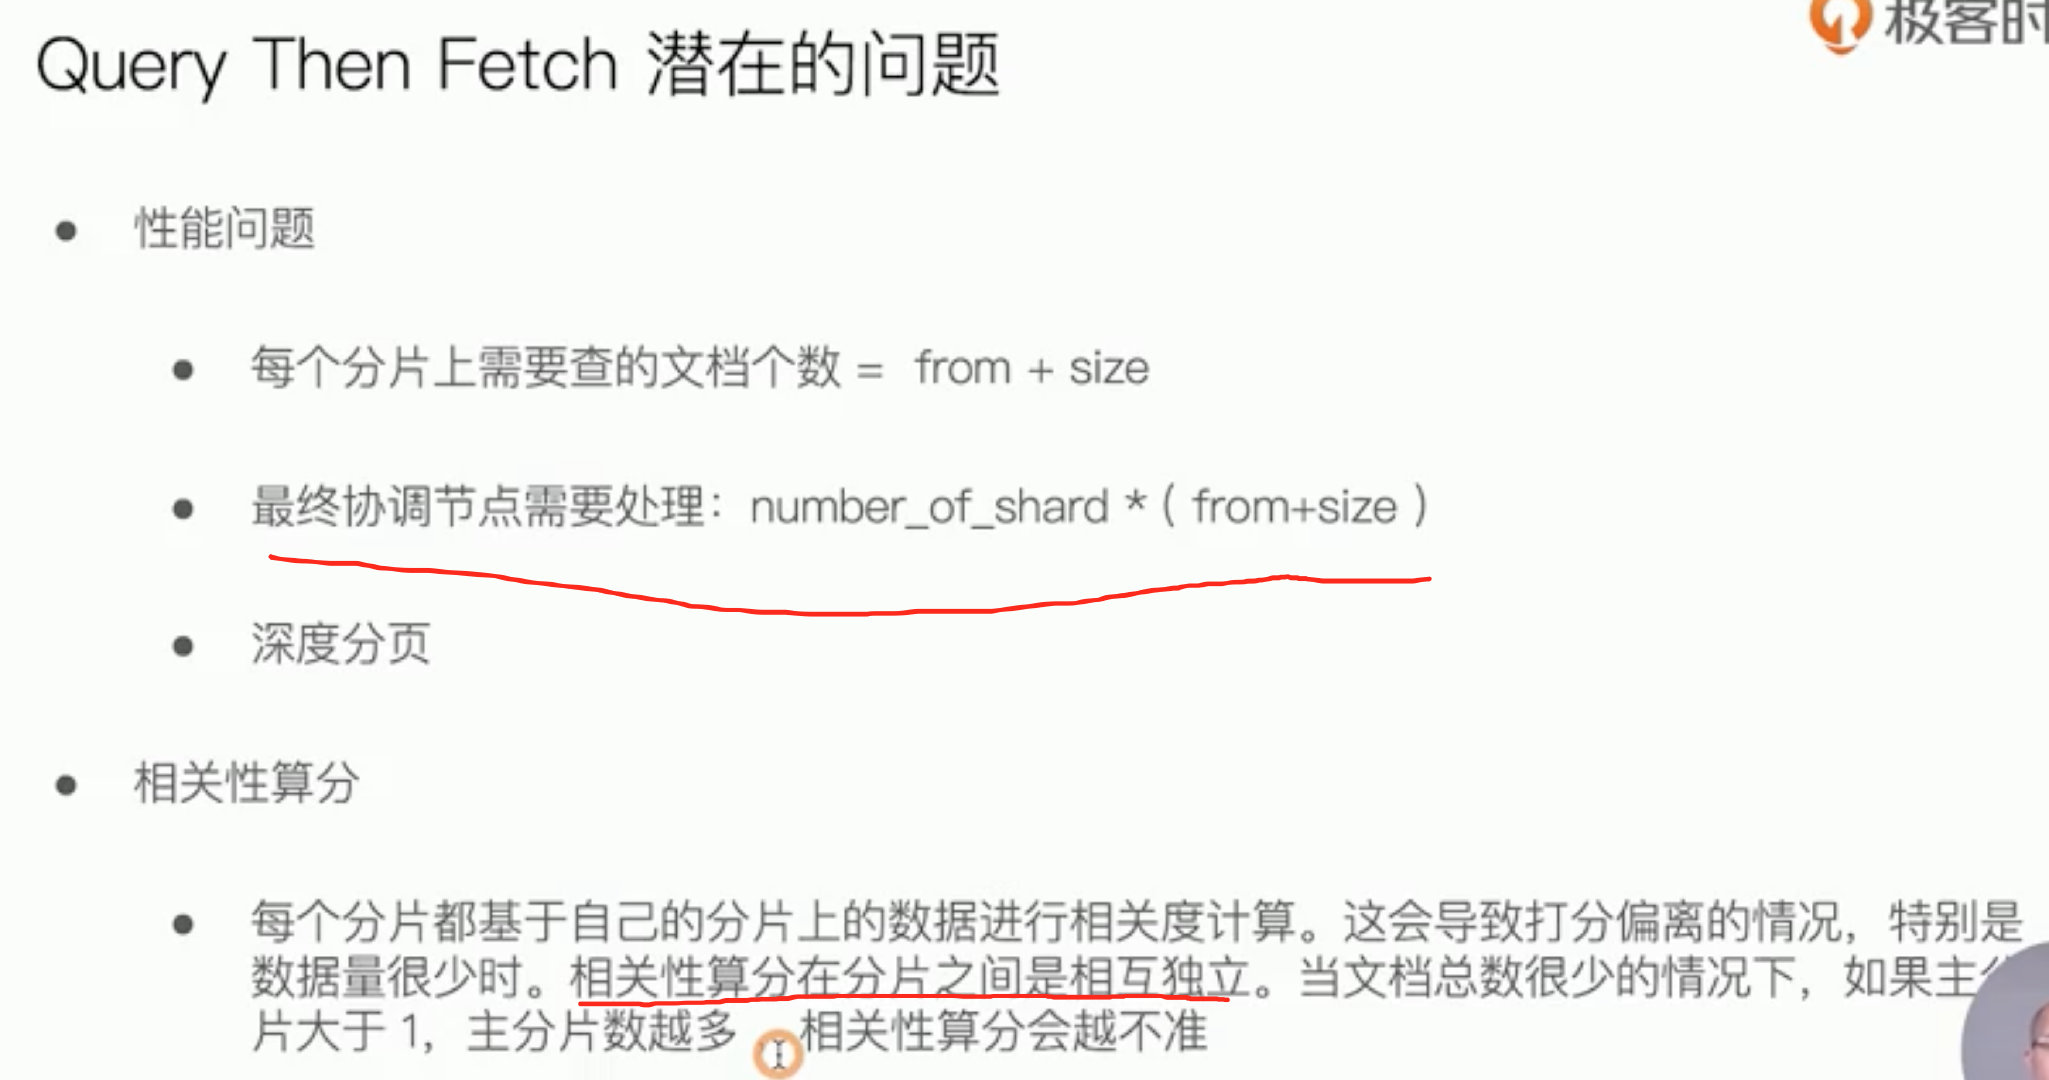 极客时
Query Then Fetch 潜在的问题
性能问题
每个分片上需要查的文档个数 = from + size
最终协调节点需要处理：number_of_shard *（ from+size ）
深度分页
相关性算分
每个分片都基于自己的分片上的数据进行相关度计算。这会导致打分偏离的情况，特别是
数据量很少时。相关性算分在分片之间是相互独立。当文档总数很少的情况下，如果主
片大于 1，主分片数越多 相关性算分会越不准